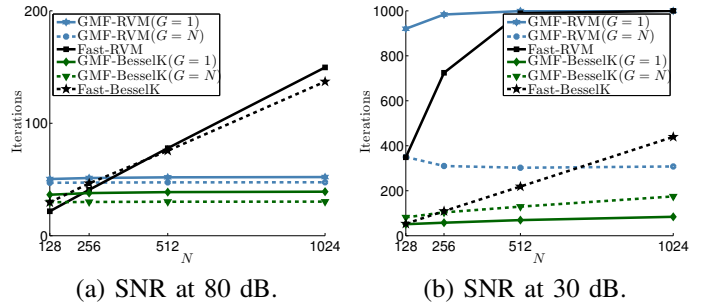 200
100
0
Iterations
GMF-RVM(G = 1)
GMF-RVM(G = N)
Fast-RVM
GMF-BesselK(G = 1)
GMF-BesselK(G = N)
Fast-BesselK
128 256 512 1024
N
(a) SNR at 80 dB.
1000
800
600
400
200
0
Iterations
GMF-RVM(G = 1)
GMF-RVM(G = N)
Fast-RVM
GMF-BesselK(G = 1)
GMF-BesselK(G = N)
Fast-BesselK
128 256 512 1024
N
(b) SNR at 30 dB.